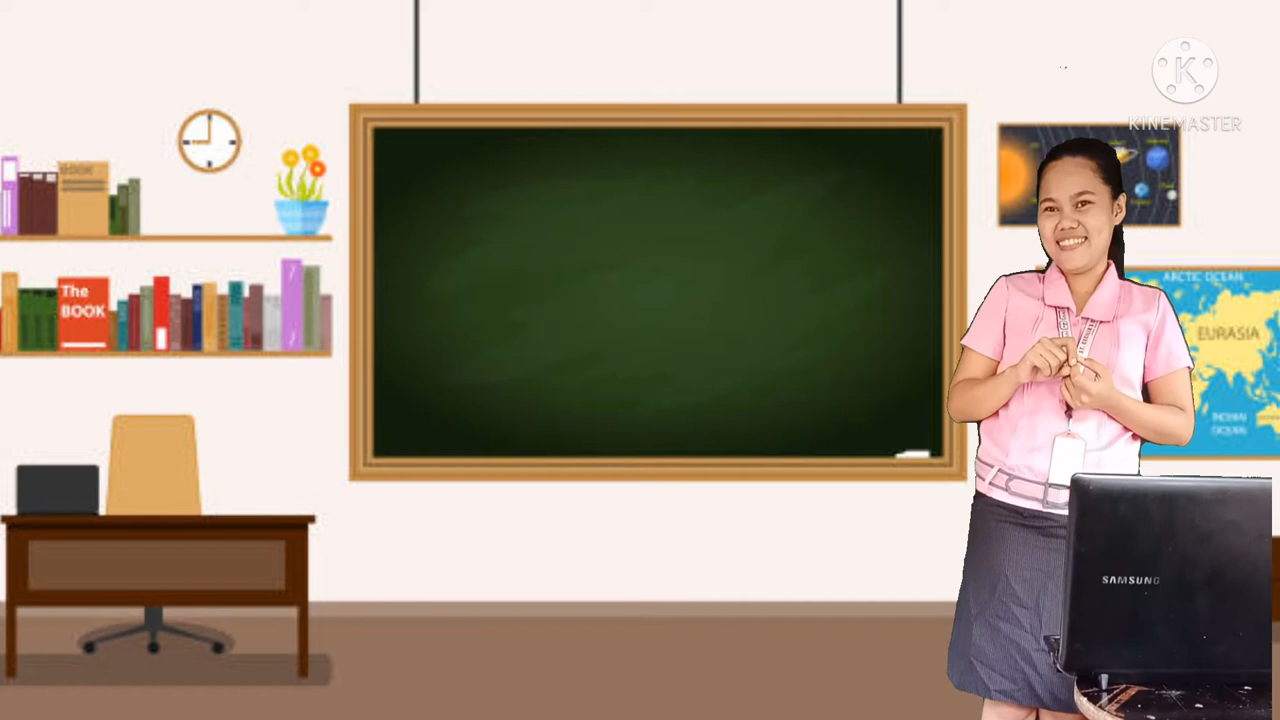 KINEMASTER
BOOK
The
BOOK
ARCTIC OCEAN
EURASIA
INDIAN
OCEAN
SAMSUNG